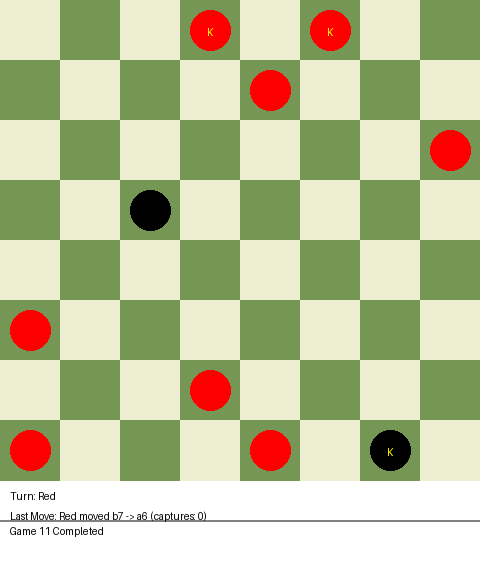 K K
K
Turn: Red
Last Move: Red moved b7 -> a6 (captures: 0)
Game 11 Completed